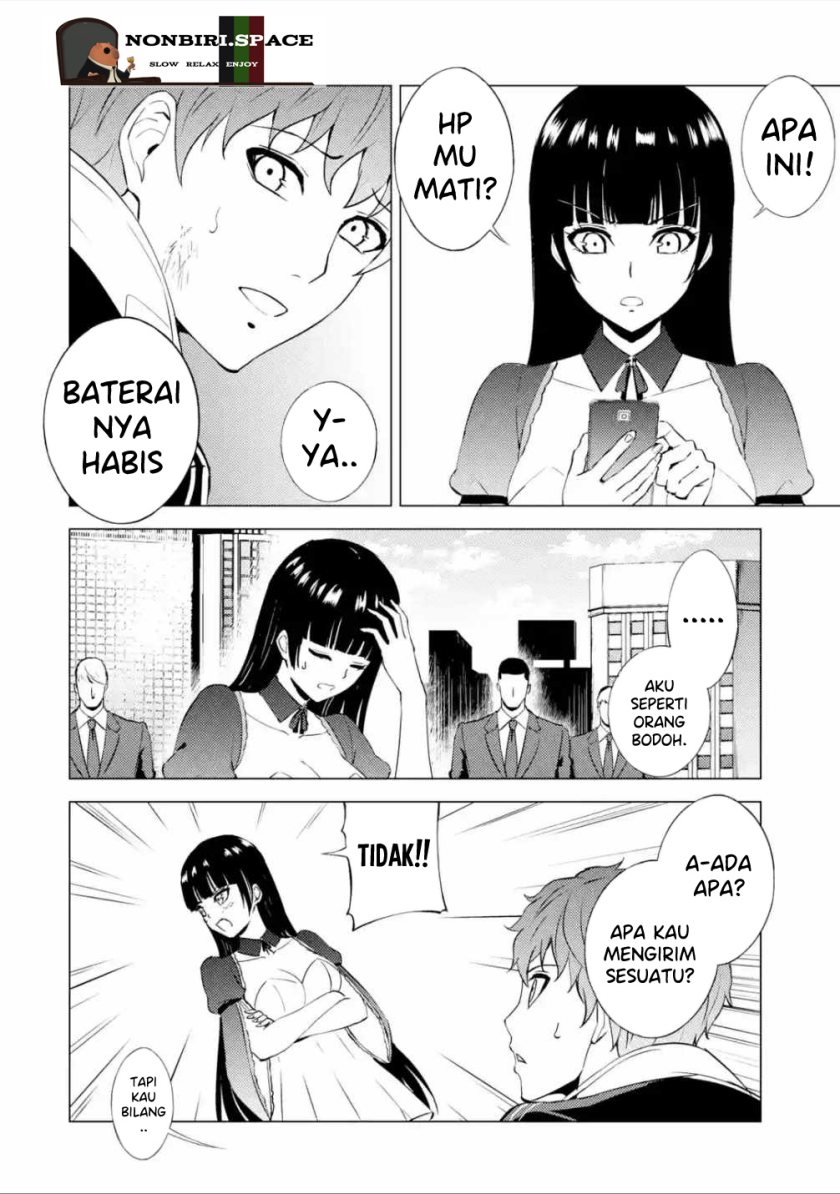 NONBIRI.SPACE
SLOW RELAX ENJOY
APA
INI!
HP
MU
MATI?
Y-
YA..
BATERAI
NYA
HABIS
.....
AKU
SEPERTI
ORANG
BODOH.
A-ADA
APA?
APA KAU
MENGIRIM
SESUATU?
TIDAK!!
TAPI
KAU
BILANG
..